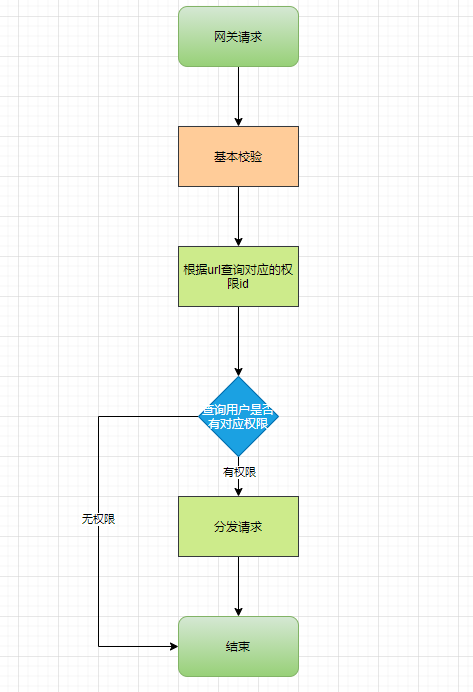 网关请求
基本校验
根据url查询对应的权
限id
查询用户是否
有对应权限
有权限
分发请求
无权限
结束